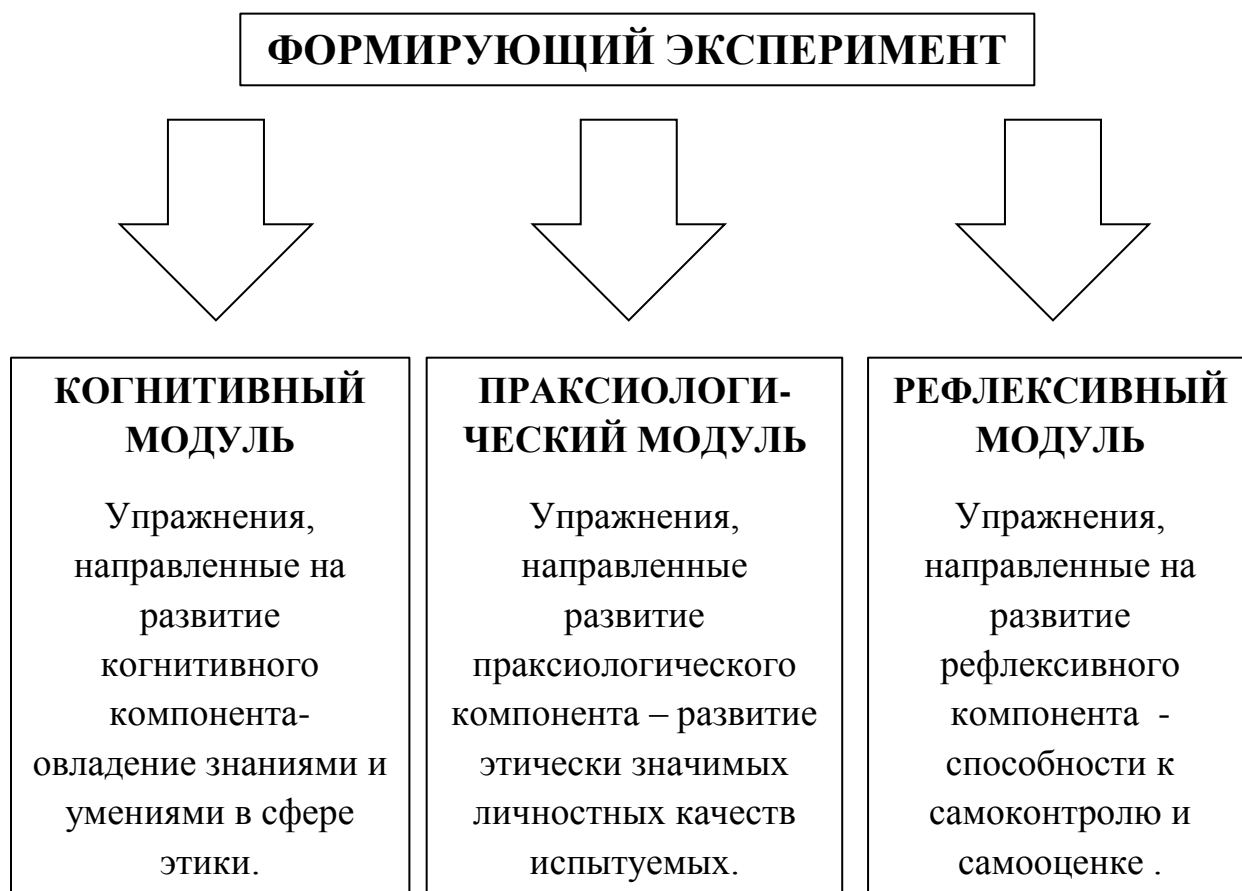 ФОРМИРУЮЩИЙ ЭКСПЕРИМЕНТ
КОГНИТИВНЫЙ
МОДУЛЬ
Упражнения,
направленные на
развитие
когнитивного
компонента-
овладение знаниями и
умениями в сфере
этики.
ПРАКСИОЛОГИ-
ЧЕСКИЙ МОДУЛЬ
Упражнения,
направленные
развитие
праксиологического
компонента – развитие
этически значимых
личностных качеств
испытуемых.
РЕФЛЕКСИВНЫЙ
МОДУЛЬ
Упражнения,
направленные на
развитие
рефлексивного
компонента  -
способности к
самоконтролю и
самооценке .